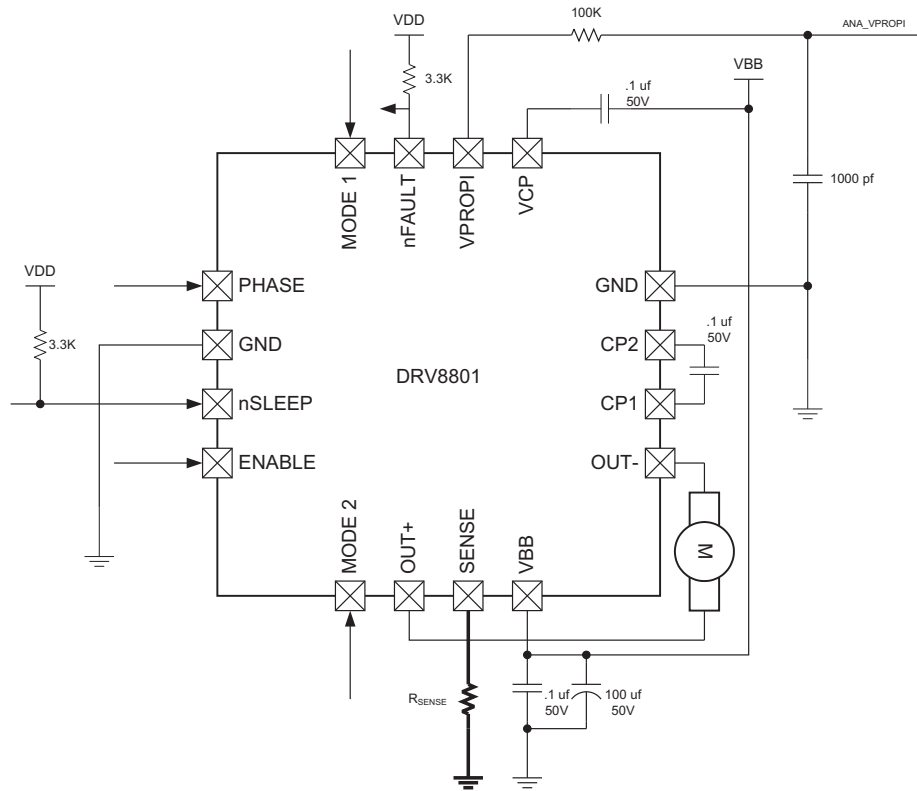 100K
ANA_VPROPI
VDD
VBB
3.3K
.1 uf
50V
1000 pf
MODE 1
nFAULT
VPROPI
VCP
VDD
3.3K
PHASE
GND
nSLEEP
ENABLE
DRV8801
GND
CP2
CP1
OUT-
.1 uf
50V
M
MODE 2
OUT+
SENSE
VBB
RSENSE
.1 uf
50V
100 uf
50V